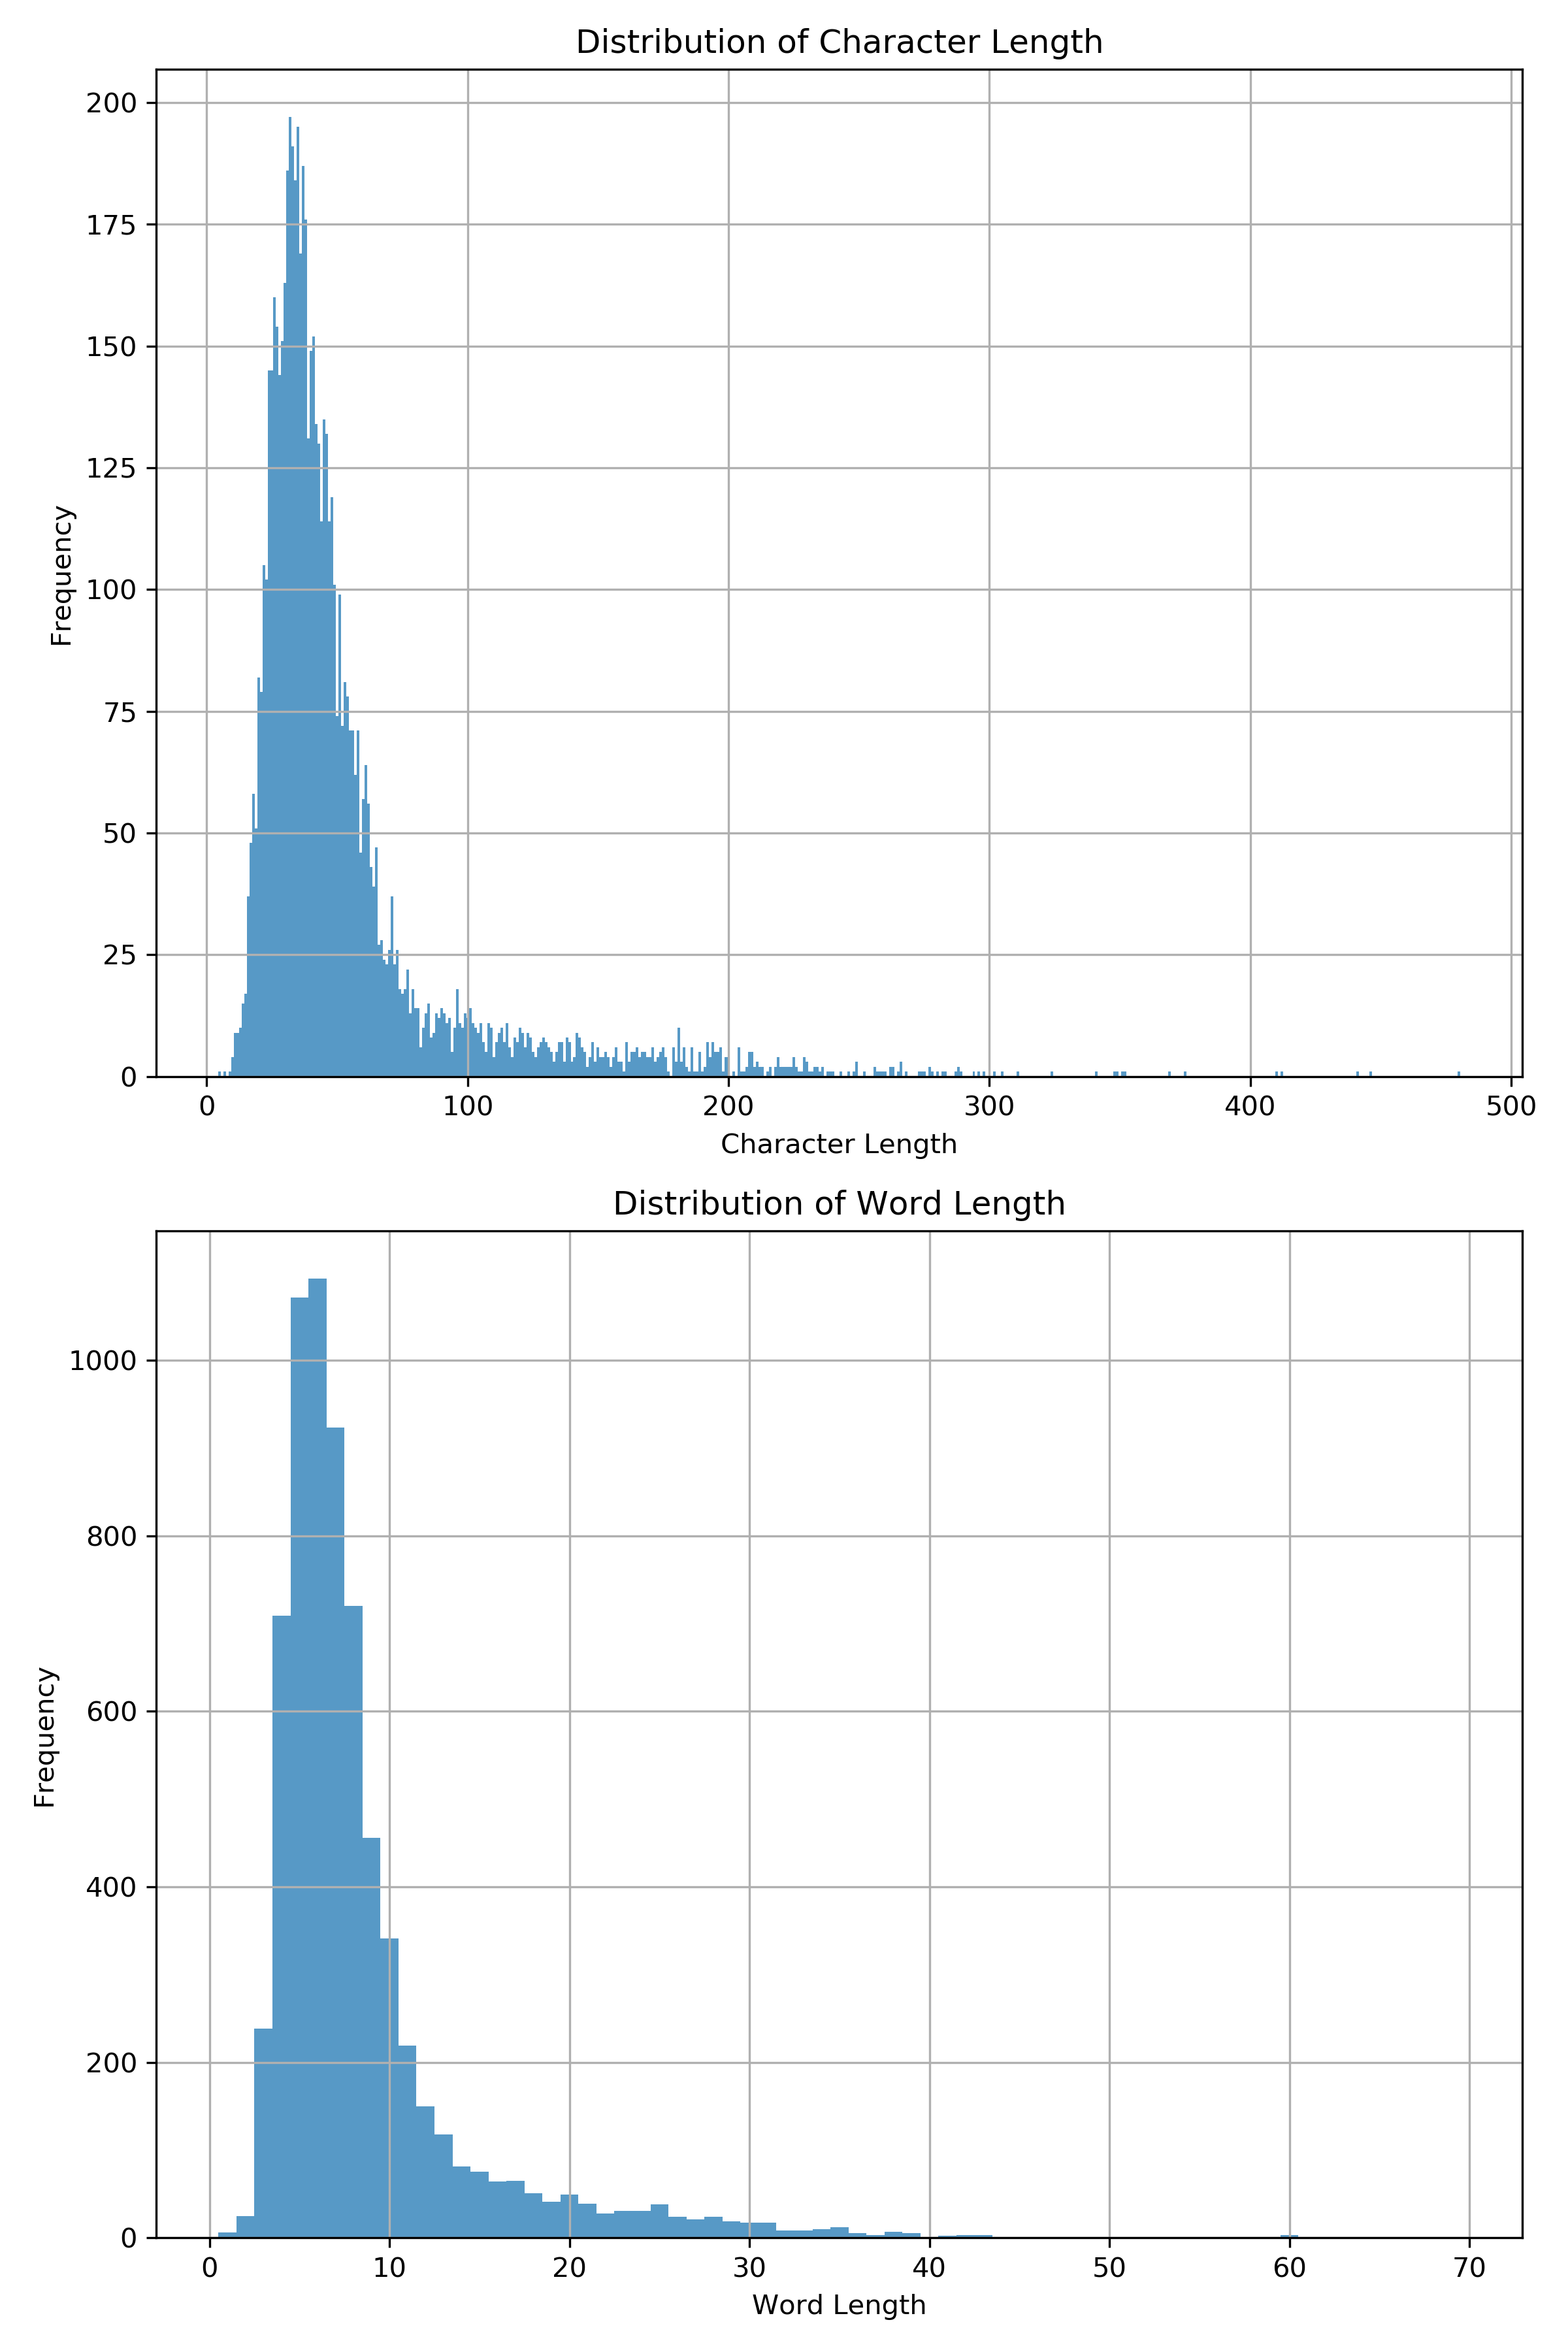 Distribution of Character Length
200
175
150
125
100
75
50
25
0
Frequency
0 100 200 300 400 500
Character Length
Distribution of Word Length
1000
800
600
400
200
0
Frequency
0 10 20 30 40 50 60 70
Word Length